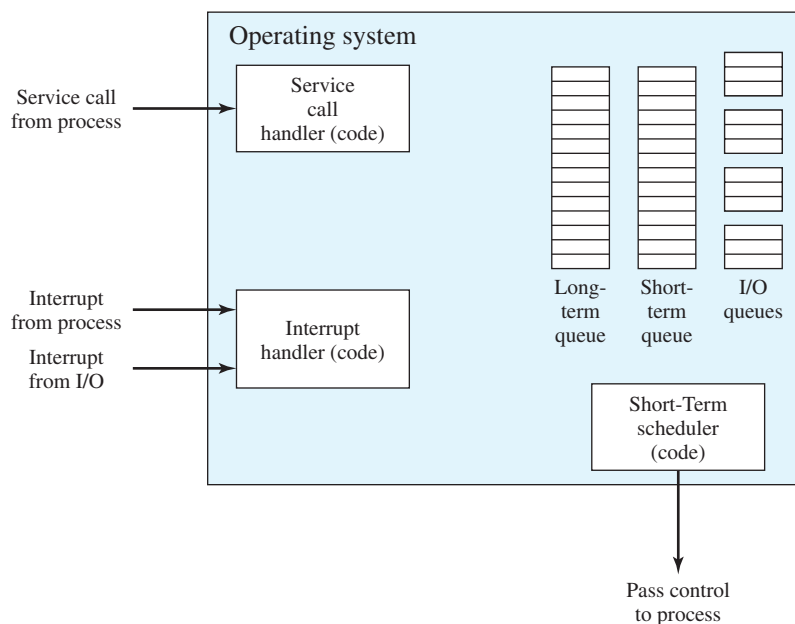 Operating system
Service call
from process
Service
call
handler (code)
Interrupt
from process
Interrupt
from I/O
Interrupt
handler (code)
Long-
term
queue
Short-
term
queue
I/O
queues
Short-Term
scheduler
(code)
Pass control
to process